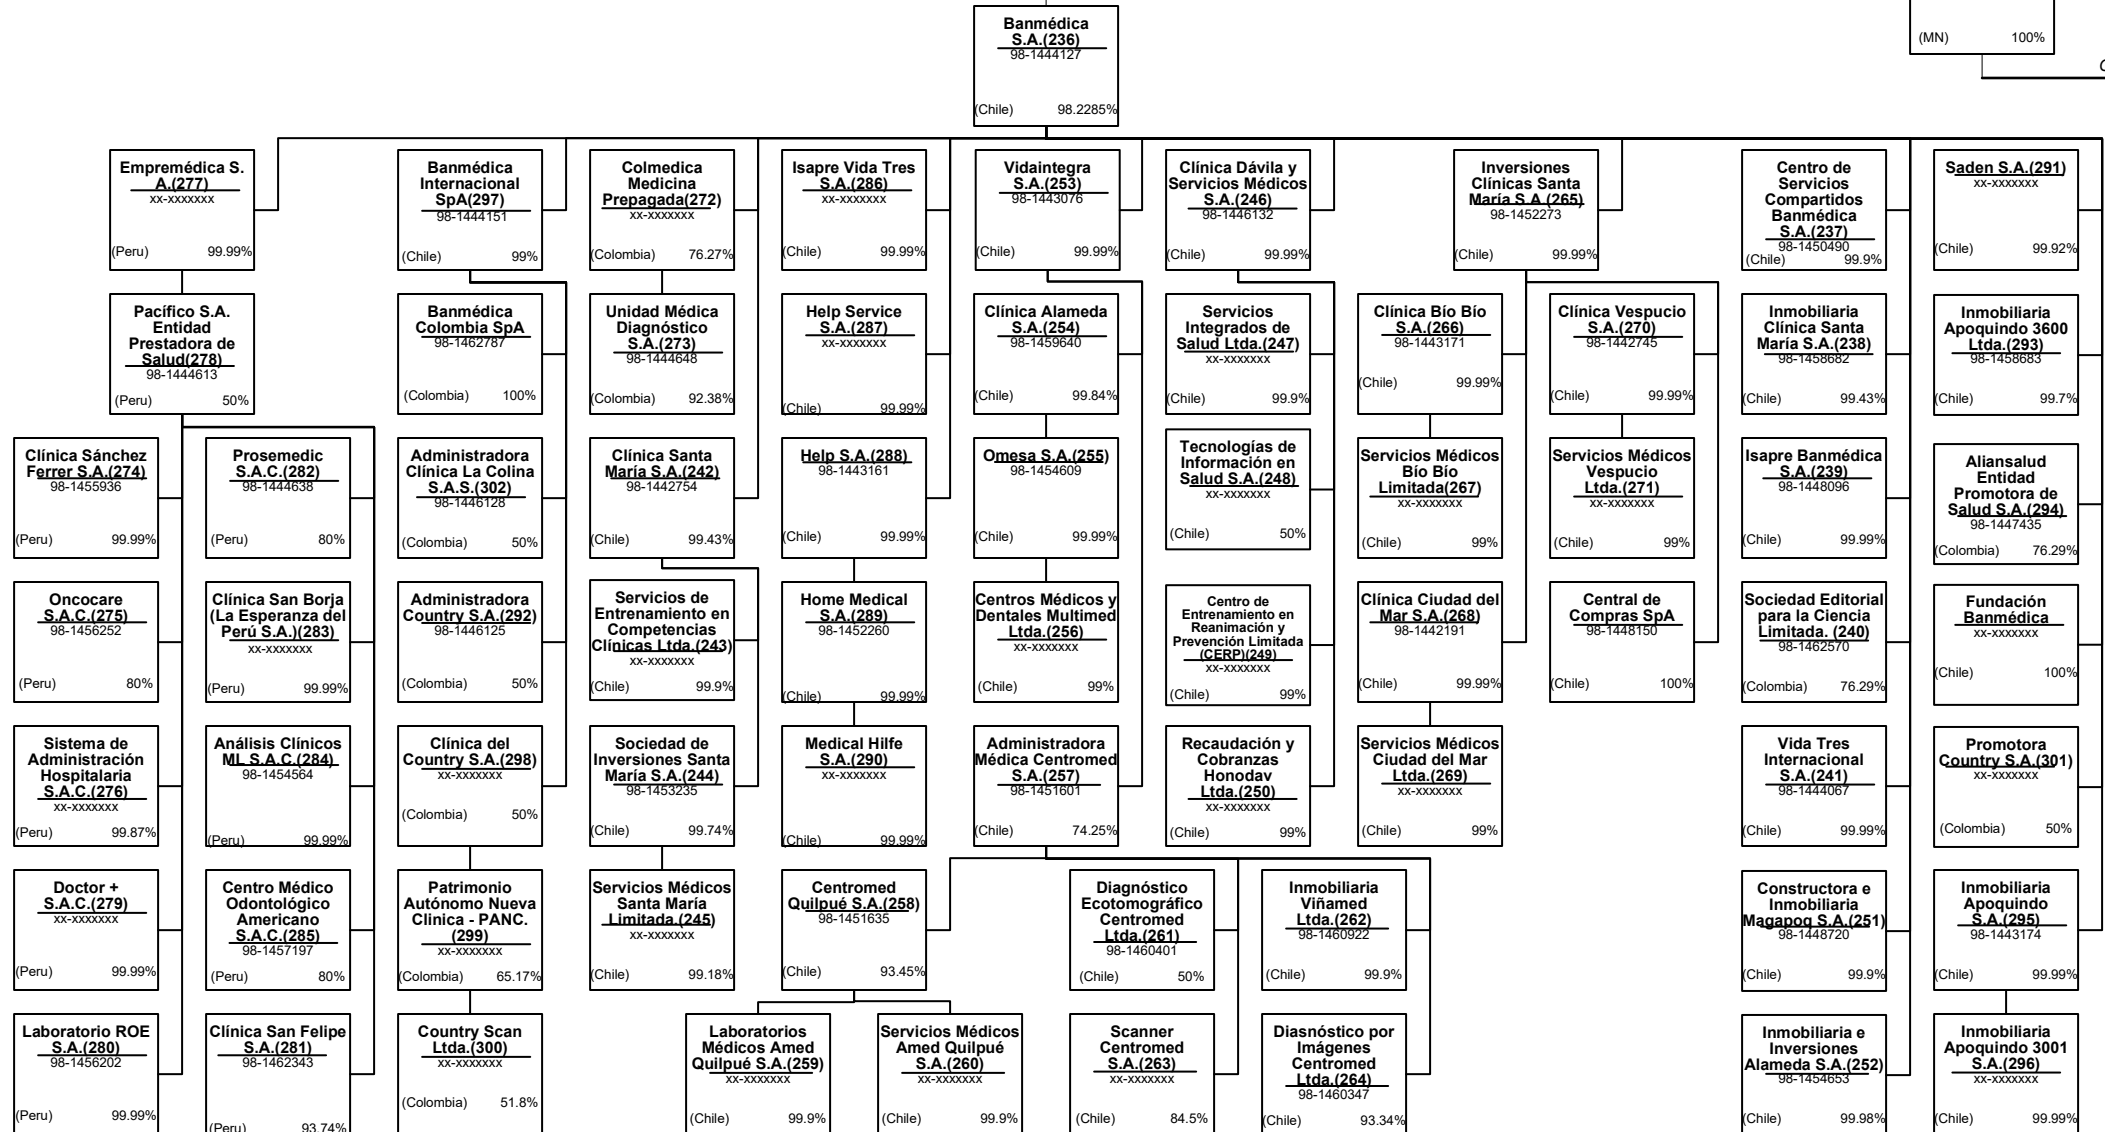 Banmédica
S.A.(236)
98-1444127
(Chile) 98.2285%
(MN) 100%
Empremédica S.
A.(277)
xx-xxxxxxx
(Peru) 99.99%
Banmédica
Internacional
SpA(297)
98-1444151
(Chile) 99%
Colmedica
Medicina
Prepagada(272)
xx-xxxxxxx
(Colombia) 76.27%
Isapre Vida Tres
S.A.(286)
xx-xxxxxxx
(Chile) 99.99%
Vidaintegra
S.A.(253)
98-1443076
(Chile) 99.99%
Clínica Dávila y
Servicios Médicos
S.A.(246)
98-1446132
(Chile) 99.99%
Inversiones
Clínicas Santa
María S.A.(265)
98-1452273
(Chile) 99.99%
Centro de
Servicios
Compartidos
Banmédica
S.A.(237)
98-1450490
(Chile) 99.9%
Saden S.A.(291)
xx-xxxxxxx
(Chile) 99.92%
Pacífico S.A.
Entidad
Prestadora de
Salud(278)
98-1444613
(Peru) 50%
Banmédica
Colombia SpA
98-1462787
(Colombia) 100%
Unidad Médica
Diagnóstico
S.A.(273)
98-1444648
(Colombia) 92.38%
Help Service
S.A.(287)
xx-xxxxxxx
(Chile) 99.99%
Clínica Alameda
S.A.(254)
98-1459640
(Chile) 99.84%
Servicios
Integrados de
Salud Ltda.(247)
xx-xxxxxxx
(Chile) 99.9%
Clínica Bío Bío
S.A.(266)
98-1443171
(Chile) 99.99%
Clínica Vespucio
S.A.(270)
98-1442745
(Chile) 99.99%
Inmobiliaria
Clínica Santa
María S.A.(238)
98-1458682
(Chile) 99.43%
Inmobiliaria
Apoquindo 3600
Ltda.(293)
98-1458683
(Chile) 99.7%
Clínica Sánchez
Ferrer S.A.(274)
98-1455936
(Peru) 99.99%
Prosemedic
S.A.C.(282)
98-1444638
(Peru) 80%
Administradora
Clínica La Colina
S.A.S.(302)
98-1446128
(Colombia) 50%
Clínica Santa
María S.A.(242)
98-1442754
(Chile) 99.43%
Help S.A.(288)
98-1443161
(Chile) 99.99%
Omesa S.A.(255)
98-1454609
(Chile) 99.99%
Tecnologías de
Información en
Salud S.A.(248)
xx-xxxxxxx
(Chile) 50%
Servicios Médicos
Bío Bío
Limitada(267)
xx-xxxxxxx
(Chile) 99%
Servicios Médicos
Vespucio
Ltda.(271)
xx-xxxxxxx
(Chile) 99%
Isapre Banmédica
S.A.(239)
98-1448096
(Chile) 99.99%
Aliansalud
Entidad
Promotora de
Salud S.A.(294)
98-1447435
(Colombia) 76.29%
Oncocare
S.A.C.(275)
98-1456252
(Peru) 80%
Clínica San Borja
(La Esperanza del
Perú S.A.)(283)
xx-xxxxxxx
(Peru) 99.99%
Administradora
Country S.A.(292)
98-1446125
(Colombia) 50%
Servicios de
Entrenamiento en
Competencias
Clínicas Ltda.(243)
xx-xxxxxxx
(Chile) 99.9%
Home Medical
S.A.(289)
98-1452260
(Chile) 99.99%
Centros Médicos y
Dentales Multimed
Ltda.(256)
xx-xxxxxxx
(Chile) 99%
Centro de
Entrenamiento en
Reanimación y
Prevención Limitada
(CERP)(249)
xx-xxxxxxx
(Chile) 99%
Clínica Ciudad del
Mar S.A.(268)
98-1442191
(Chile) 99.99%
Central de
Compras SpA
98-1448150
(Chile) 100%
Sociedad Editorial
para la Ciencia
Limitada. (240)
98-1462570
(Colombia) 76.29%
Fundación
Banmédica
xx-xxxxxxx
(Chile) 100%
Sistema de
Administración
Hospitalaria
S.A.C.(276)
xx-xxxxxxx
(Peru) 99.87%
Análisis Clínicos
ML S.A.C.(284)
98-1454564
(Peru) 99.99%
Clínica del
Country S.A.(298)
xx-xxxxxxx
(Colombia) 50%
Sociedad de
Inversiones Santa
María S.A.(244)
98-1453235
(Chile) 99.74%
Medical Hilfe
S.A.(290)
xx-xxxxxxx
(Chile) 99.99%
Administradora
Médica Centromed
S.A.(257)
98-1451601
(Chile) 74.25%
Recaudación y
Cobranzas
Honodav
Ltda.(250)
xx-xxxxxxx
(Chile) 99%
Servicios Médicos
Ciudad del Mar
Ltda.(269)
xx-xxxxxxx
(Chile) 99%
Vida Tres
Internacional
S.A.(241)
98-1444067
(Chile) 99.99%
Promotora
Country S.A.(301)
xx-xxxxxxx
(Colombia) 50%
Doctor +
S.A.C.(279)
xx-xxxxxxx
(Peru) 99.99%
Centro Médico
Odontológico
Americano
S.A.C.(285)
98-1457197
(Peru) 80%
Patrimonio
Autónomo Nueva
Clinica - PANC.
(299)
xx-xxxxxxx
(Colombia) 65.17%
Servicios Médicos
Santa María
Limitada.(245)
xx-xxxxxxx
(Chile) 99.18%
Centromed
Quilpué S.A.(258)
98-1451635
(Chile) 93.45%
Diagnóstico
Ecotomográfico
Centromed
Ltda.(261)
98-1460401
(Chile) 50%
Inmobiliaria
Viñamed
Ltda.(262)
98-1460922
(Chile) 99.9%
Constructora e
Inmobiliaria
Magapoq S.A.(251)
98-1448720
(Chile) 99.9%
Inmobiliaria
Apoquindo
S.A.(295)
98-1443174
(Chile) 99.99%
Laboratorio ROE
S.A.(280)
98-1456202
(Peru) 99.99%
Clínica San Felipe
S.A.(281)
98-1462343
(Peru) 93.74%
Country Scan
Ltda.(300)
xx-xxxxxxx
(Colombia) 51.8%
Laboratorios
Médicos Amed
Quilpué S.A.(259)
xx-xxxxxxx
(Chile) 99.9%
Servicios Médicos
Amed Quilpué
S.A.(260)
xx-xxxxxxx
(Chile) 99.9%
Scanner
Centromed
S.A.(263)
xx-xxxxxxx
(Chile) 84.5%
Diasnóstico por
Imágenes
Centromed
Ltda.(264)
98-1460347
(Chile) 93.34%
Inmobiliaria e
Inversiones
Alameda S.A.(252)
98-1454653
(Chile) 99.98%
Inmobiliaria
Apoquindo 3001
S.A.(296)
xx-xxxxxxx
(Chile) 99.99%